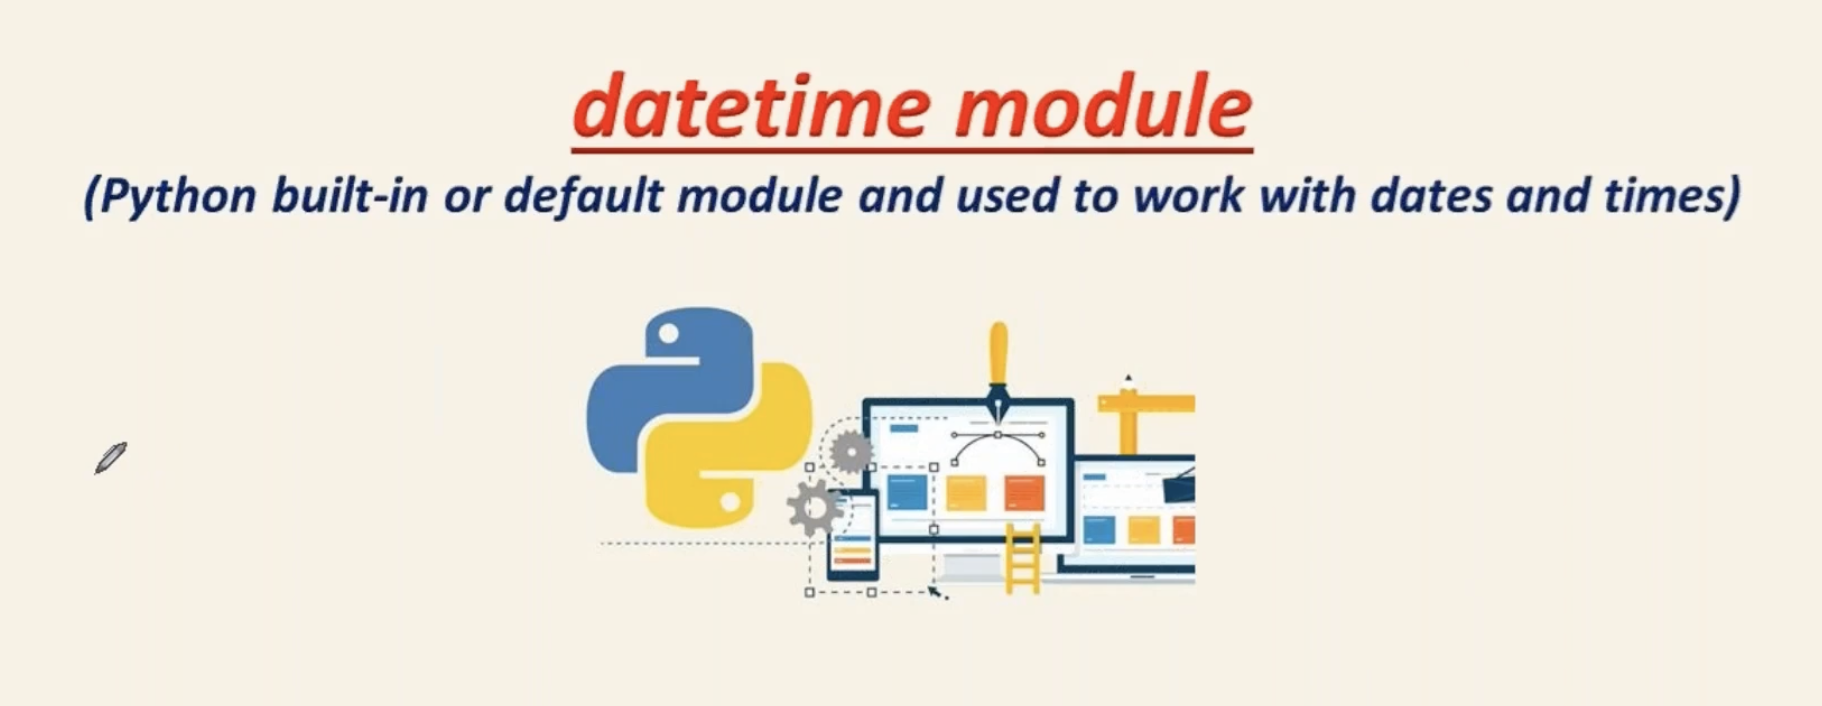 datetime module
(Python built-in or default module and used to work with dates and times)